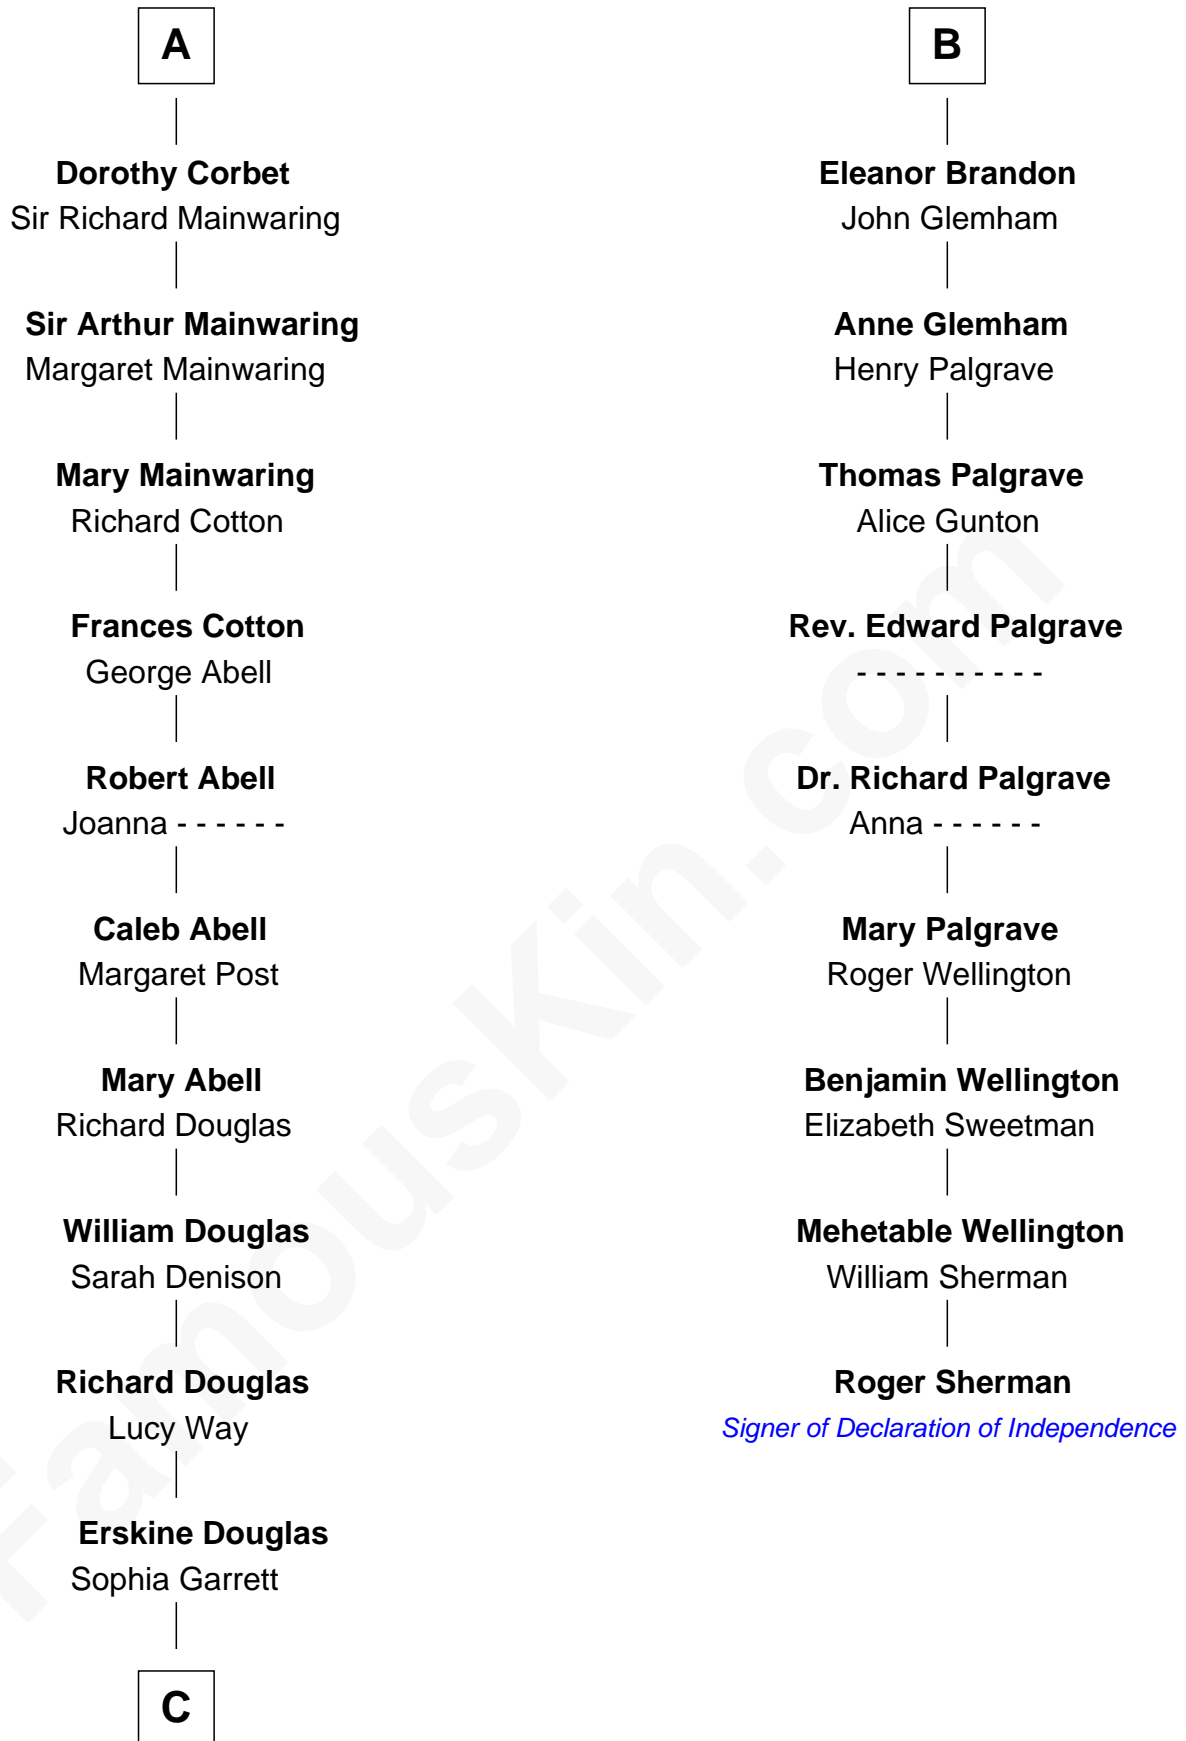 A
Dorothy Corbet
Sir Richard Mainwaring
Sir Arthur Mainwaring
Margaret Mainwaring
Mary Mainwaring
Richard Cotton
Frances Cotton
George Abell
Robert Abell
Joanna - - - - - -
Caleb Abell
Margaret Post
Mary Abell
Richard Douglas
William Douglas
Sarah Denison
Richard Douglas
Lucy Way
Erskine Douglas
Sophia Garrett
C
B
Eleanor Brandon
John Glemham
Anne Glemham
Henry Palgrave
Thomas Palgrave
Alice Gunton
Rev. Edward Palgrave
- - - - - - - - - -
Dr. Richard Palgrave
Anna - - - - - -
Mary Palgrave
Roger Wellington
Benjamin Wellington
Elizabeth Sweetman
Mehetable Wellington
William Sherman
Roger Sherman
Signer of Declaration of Independence
FamousKin.com